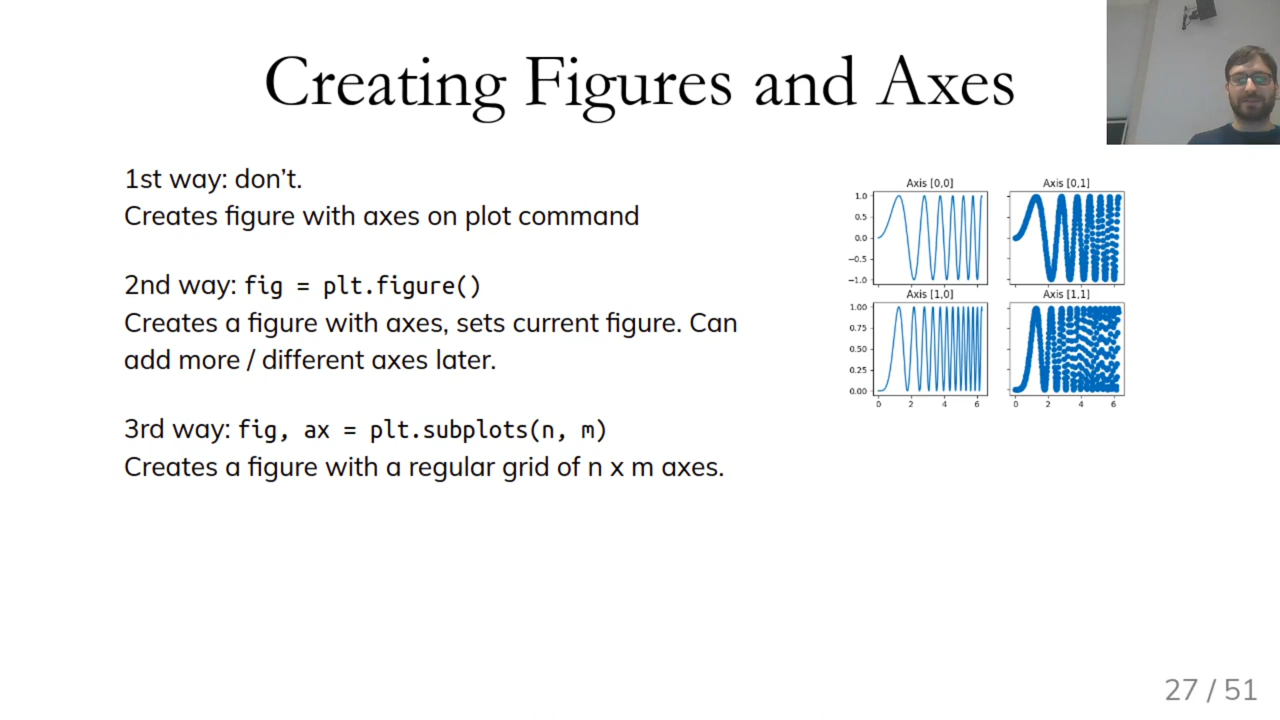 Creating Figures and Axes
1st way: don’t.
Creates figure with axes on plot command
2nd way: fig = plt.figure()
Creates a figure with axes, sets current figure. Can
add more / different axes later.
3rd way: fig, ax = plt.subplots(n, m)
Creates a figure with a regular grid of n x m axes.
Axis [0,0]
1.0
0.5
0.0
−0.5
−1.0
Axis [0,1]
Axis [1,0]
1.00
0.75
0.50
0.25
0.00
0 2 4 6
Axis [1,1]
0 2 4 6
27 / 51